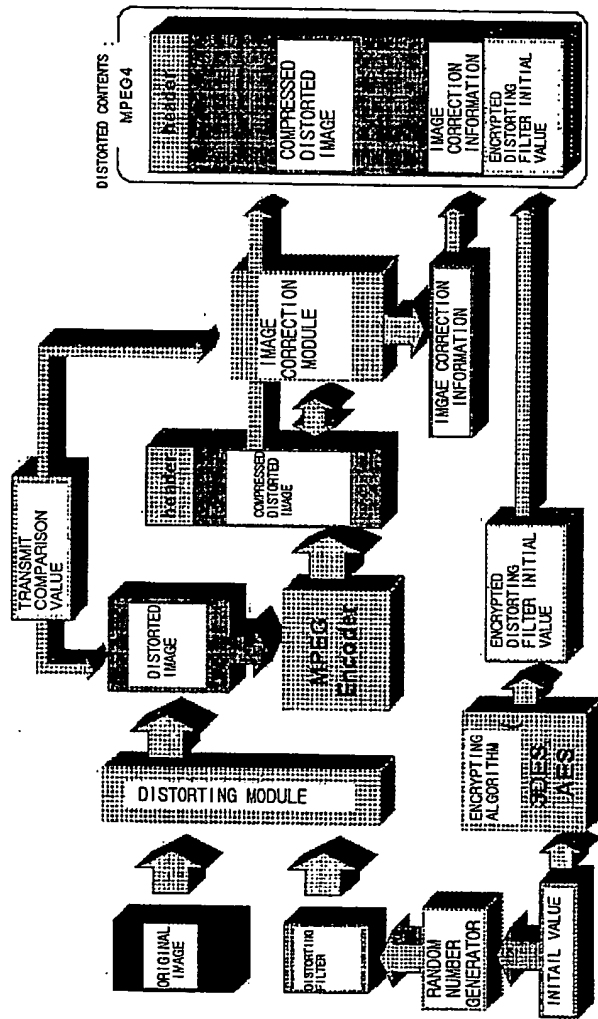 ORIGINAL
IMAGE
DISTORTING
FILTER
RANDOM
NUMBER
GENERATOR
INITAIL VALUE
DISTORTING MODULE
ENCRYPTING
ALGORITHM
3DES
AES
TRANSMIT
COMPARISON
VALUE
DISTORTED
IMAGE
MPEG
Encoder
header
COMPRESSED
DISTORTED
IMAGE
ENCRYPTED
DISTORTING
FILTER INITIAL
VALUE
IMAGE
CORRECTION
MODULE
IMGAE CORRECTION
INFORMATION
DISTORTED CONTENTS :
MPEG4
header
COMPRESSED
DISTORTED
IMAGE
IMAGE
CORRECTION
INFORMATION
ENCRYPTED
DISTORTING
FILTER INITIAL
VALUE